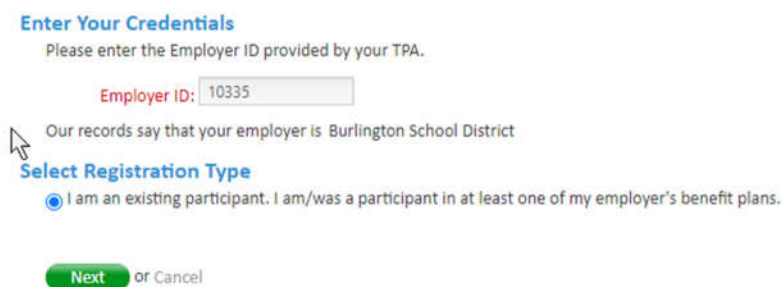 Enter Your Credentials
Please enter the Employer ID provided by your TPA.
Employer ID: 10335
Our records say that your employer is Burlington School District
Select Registration Type
I am an existing participant. I am/was a participant in at least one of my employer's benefit plans.
Next or Cancel